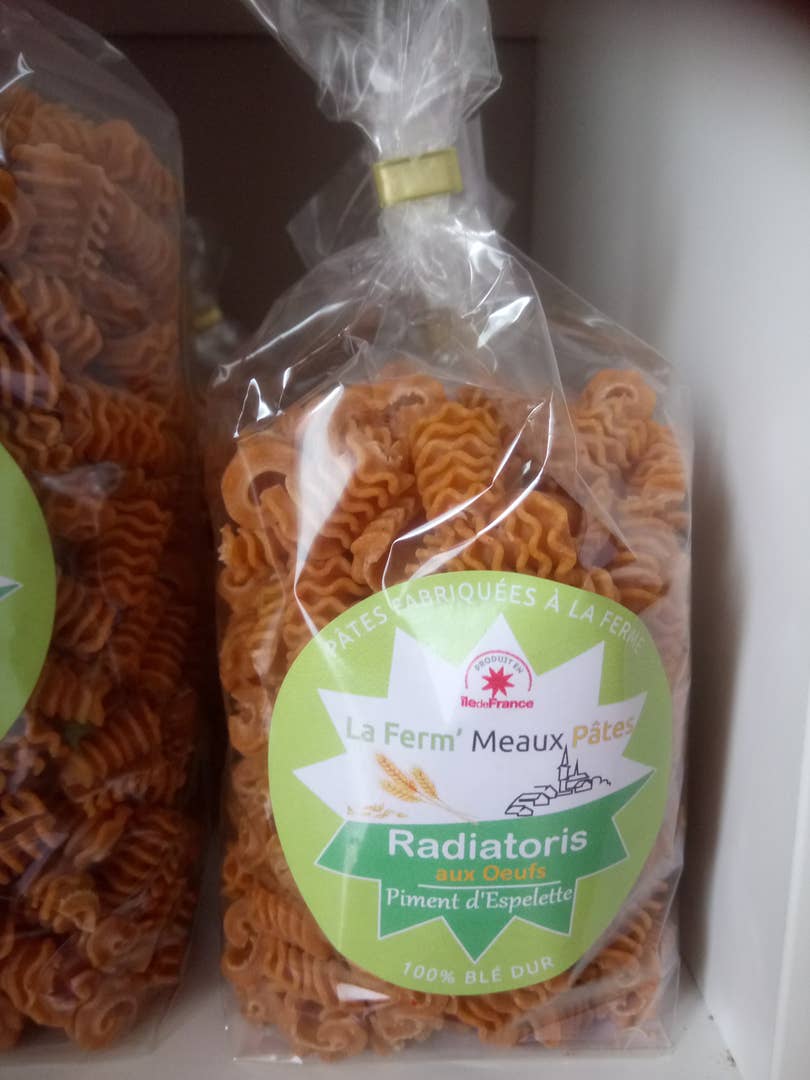 PÂTES FABRIQUÉES À LA FERME
PRODUIT EN
îledeFrance
La Ferm' Meaux Pâtes
Radiatoris
aux Oeufs
Piment d'Espelette
100% BLÉ DUR